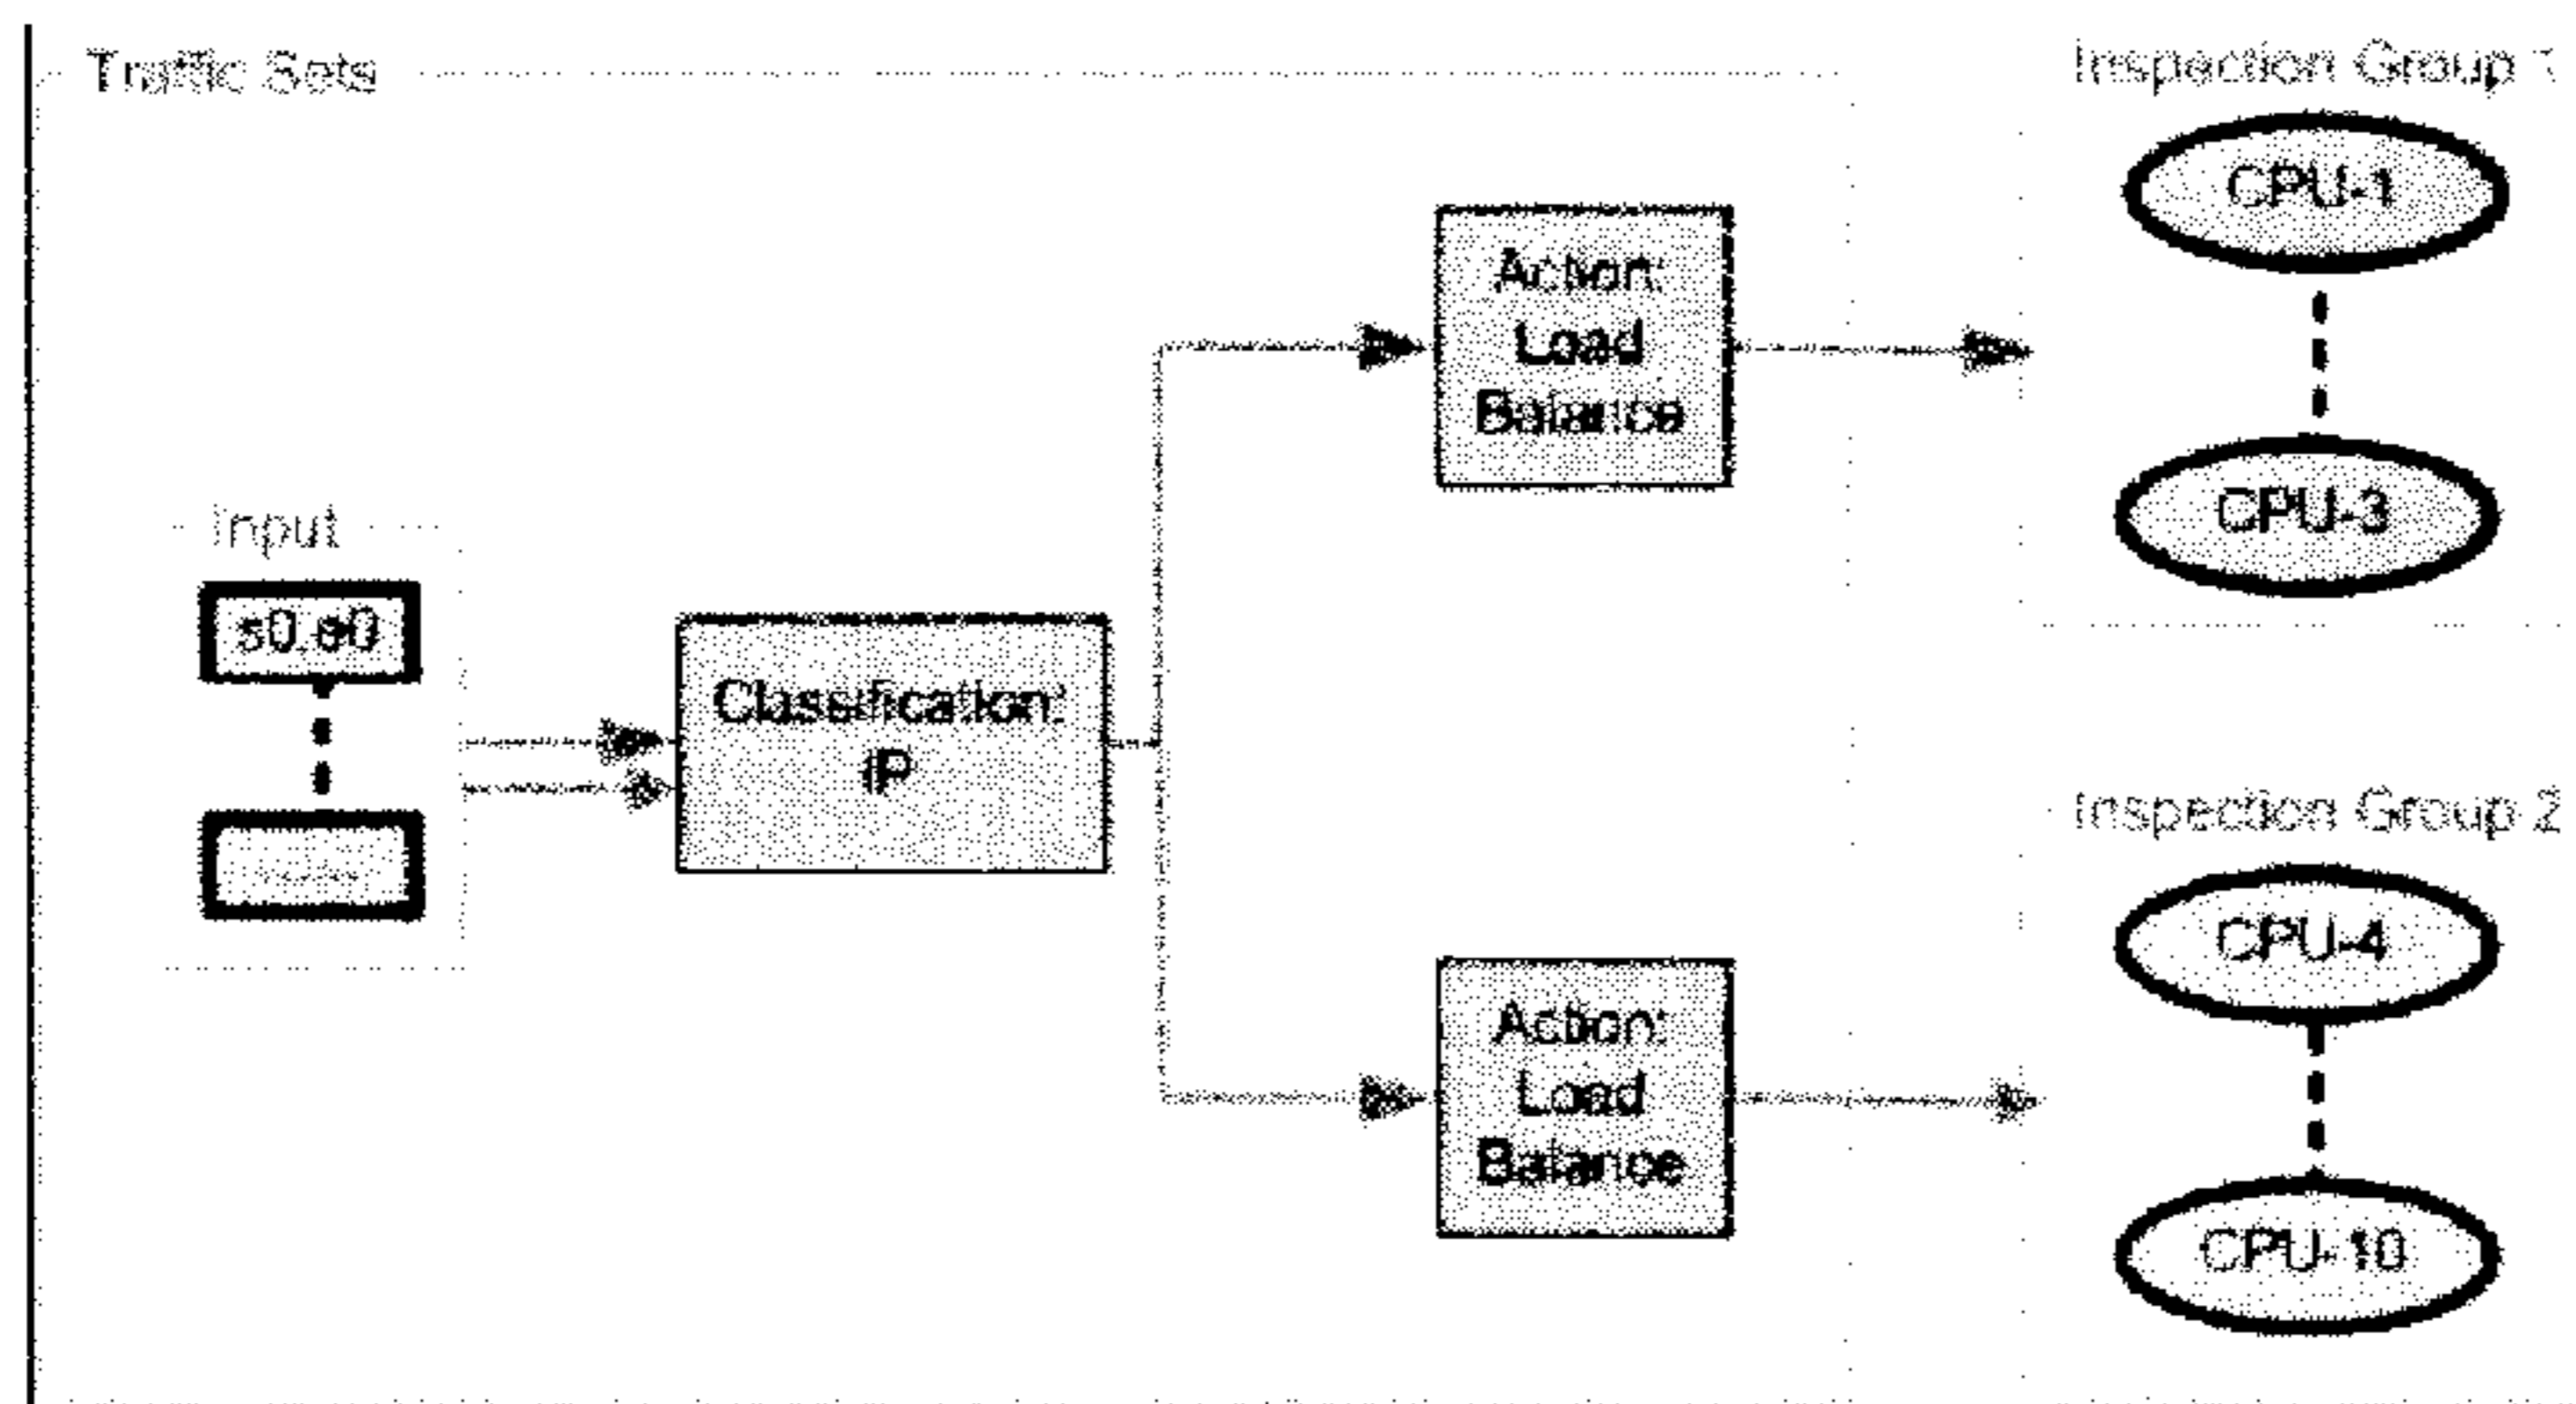 Traffic Sets
Inspection Group 1
CPU-1
Action:
Load
Balance
CPU-3
Input
s0.e0
Classification:
IP
Inspection Group 2
CPU-4
Action:
Load
Balance
CPU-10